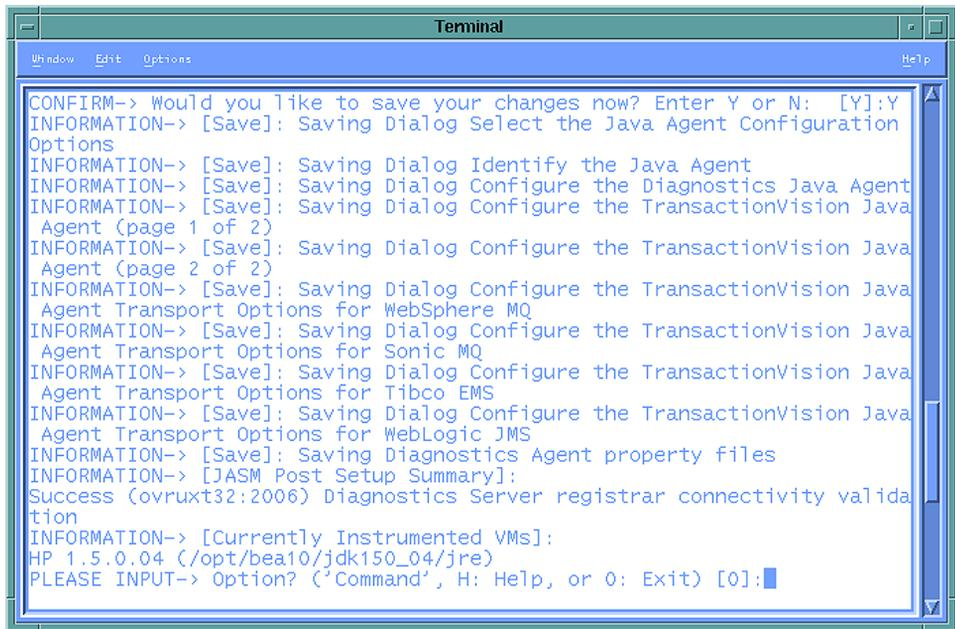 Terminal
Window Edit Options Help
CONFIRM-> Would you like to save your changes now? Enter Y or N:  [Y]:Y
INFORMATION-> [Save]: Saving Dialog Select the Java Agent Configuration
Options
INFORMATION-> [Save]: Saving Dialog Identify the Java Agent
INFORMATION-> [Save]: Saving Dialog Configure the Diagnostics Java Agent
INFORMATION-> [Save]: Saving Dialog Configure the TransactionVision Java
 Agent (page 1 of 2)
INFORMATION-> [Save]: Saving Dialog Configure the TransactionVision Java
 Agent (page 2 of 2)
INFORMATION-> [Save]: Saving Dialog Configure the TransactionVision Java
 Agent Transport Options for WebSphere MQ
INFORMATION-> [Save]: Saving Dialog Configure the TransactionVision Java
 Agent Transport Options for Sonic MQ
INFORMATION-> [Save]: Saving Dialog Configure the TransactionVision Java
 Agent Transport Options for Tibco EMS
INFORMATION-> [Save]: Saving Dialog Configure the TransactionVision Java
 Agent Transport Options for WebLogic JMS
INFORMATION-> [Save]: Saving Diagnostics Agent property files
INFORMATION-> [JASM Post Setup Summary]:
Success (ovruxt32:2006) Diagnostics Server registrar connectivity valida
tion
INFORMATION-> [Currently Instrumented VMs]:
HP 1.5.0.04 (/opt/bea10/jdk150_04/jre)
PLEASE INPUT-> Option? ('Command', H: Help, or O: Exit) [O]: